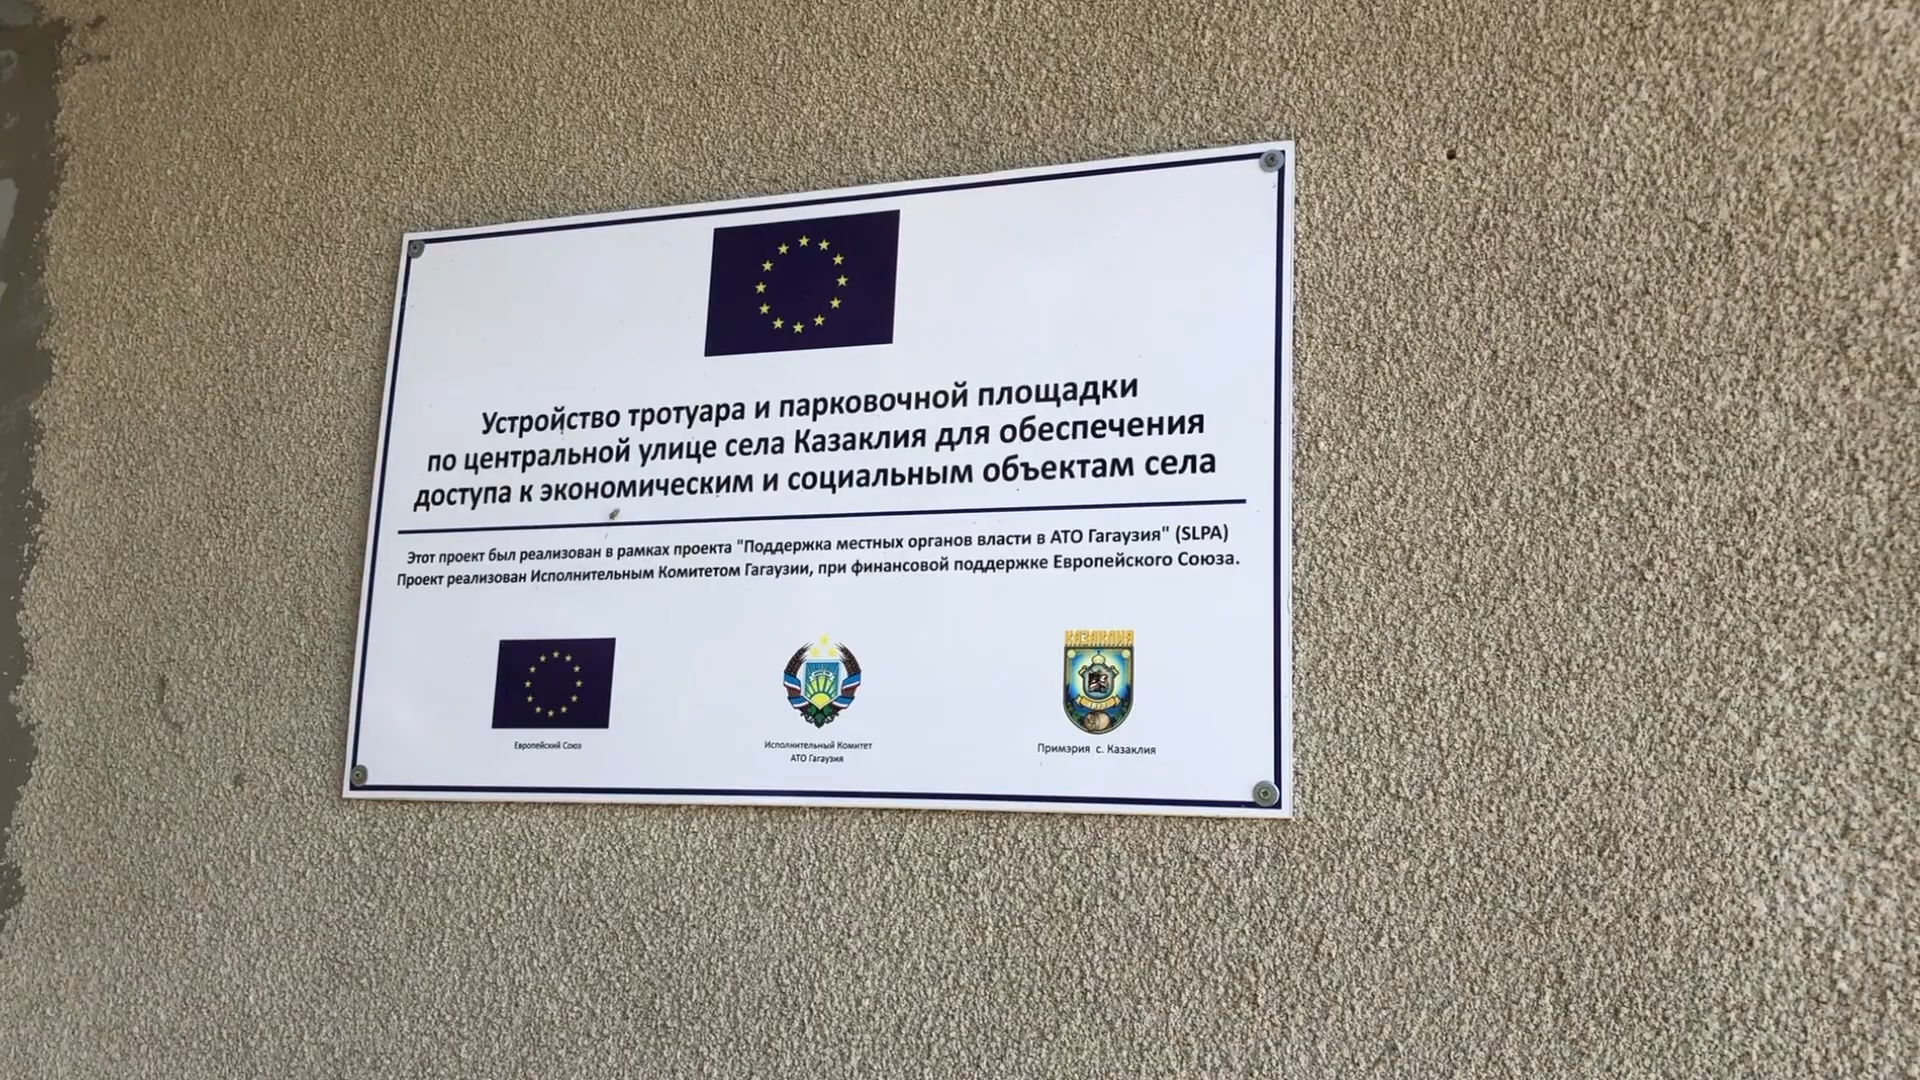 Устройство тротуара и парковочной площадки
по центральной улице села Казаклия для обеспечения
доступа к экономическим и социальным объектам села
Этот проект был реализован в рамках проекта "Поддержка местных органов власти в АТО Гагаузия" (SLPA)
Проект реализован Исполнительным Комитетом Гагаузии, при финансовой поддержке Европейского Союза.
КАЗАКЛИЯ
Европейский Союз
Исполнительный Комитет
АТО Гагаузия
Примэрия с. Казаклия